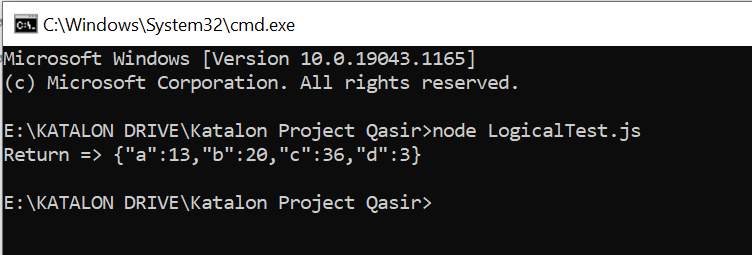 C:\Windows\System32\cmd.exe
Microsoft Windows [Version 10.0.19043.1165]
(c) Microsoft Corporation. All rights reserved.
E:\KATALON DRIVE\Katalon Project Qasir>node LogicalTest.js
Return => {"a":13,"b":20,"c":36,"d":3}
E:\KATALON DRIVE\Katalon Project Qasir>